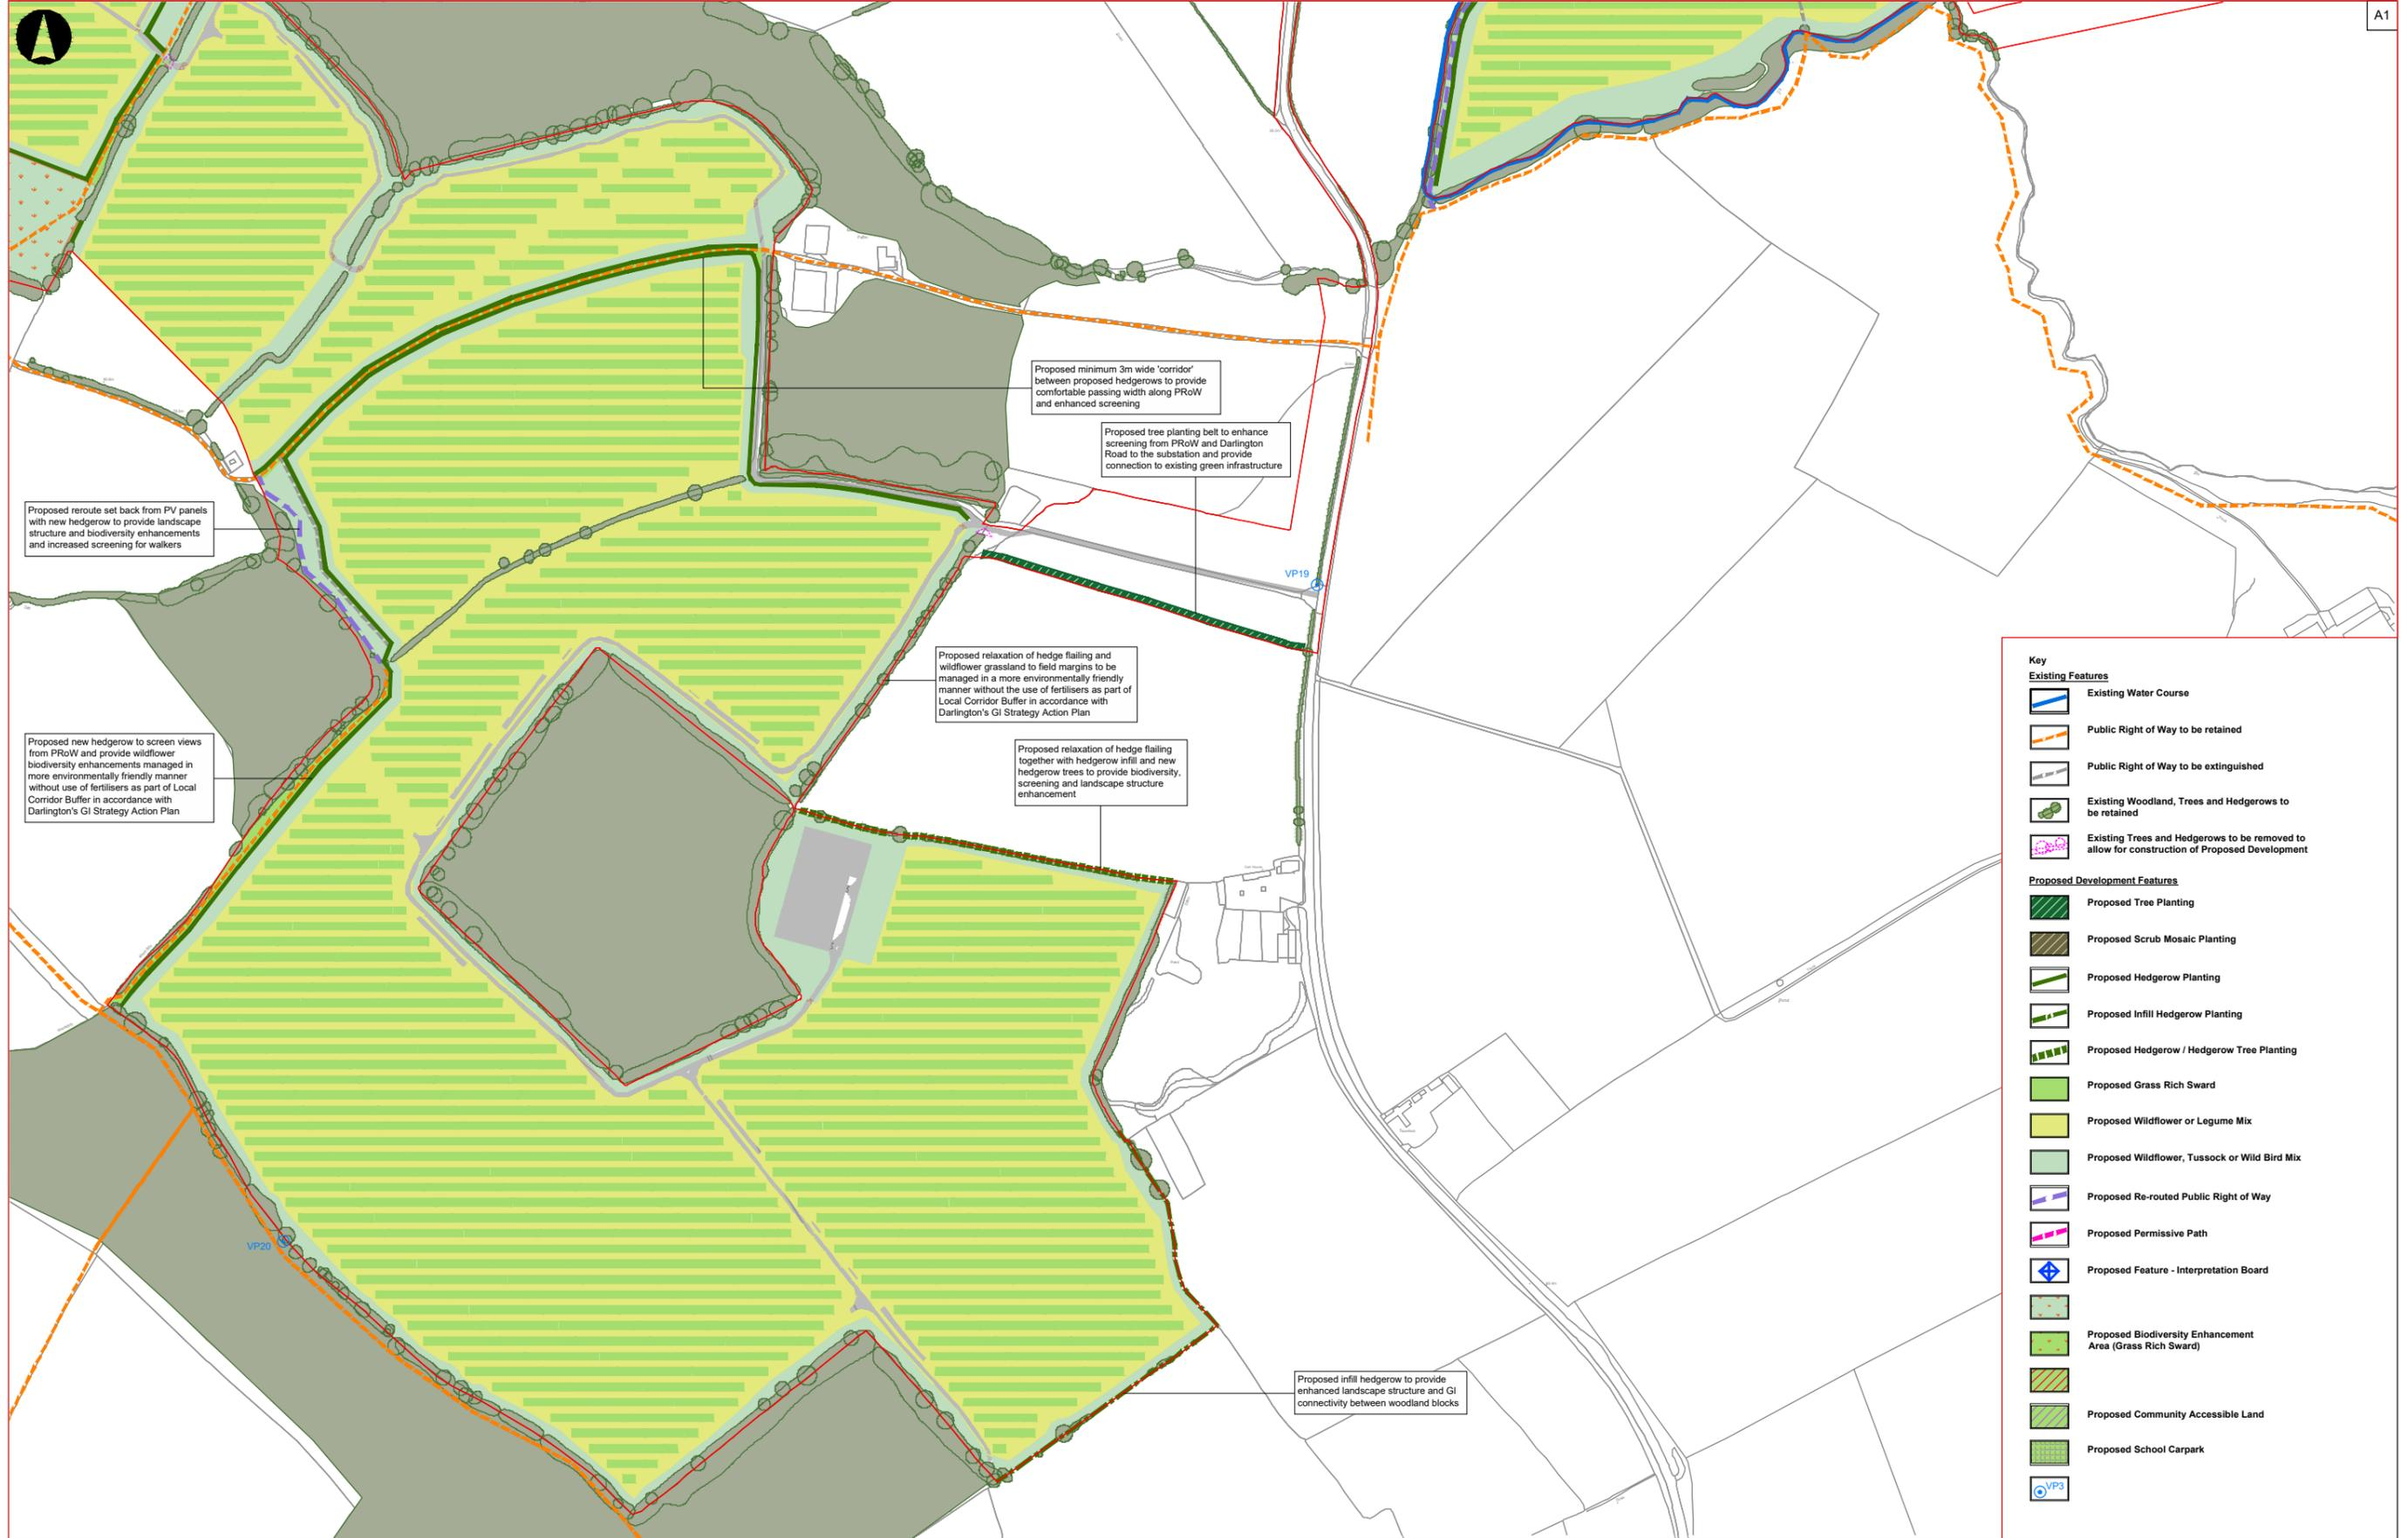 A1
Proposed minimum 3m wide 'corridor'
between proposed hedgerows to provide
comfortable passing width along PRoW
and enhanced screening
Proposed tree planting belt to enhance
screening from PRoW and Darlington
Road to the substation and provide
connection to existing green infrastructure
Proposed reroute set back from PV panels
with new hedgerow to provide landscape
structure and biodiversity enhancements
and increased screening for walkers
VP19
Proposed relaxation of hedge flailing and
wildflower grassland to field margins to be
managed in a more environmentally friendly
manner without the use of fertilisers as part of
Local Corridor Buffer in accordance with
Darlington's GI Strategy Action Plan
Proposed new hedgerow to screen views
from PRoW and provide wildflower
biodiversity enhancements managed in
more environmentally friendly manner
without use of fertilisers as part of Local
Corridor Buffer in accordance with
Darlington's GI Strategy Action Plan
Proposed relaxation of hedge flailing
together with hedgerow infill and new
hedgerow trees to provide biodiversity,
screening and landscape structure
enhancement
VP20
Proposed infill hedgerow to provide
enhanced landscape structure and GI
connectivity between woodland blocks
Key
Existing Features
Existing Water Course
Public Right of Way to be retained
Public Right of Way to be extinguished
Existing Woodland, Trees and Hedgerows to
be retained
Existing Trees and Hedgerows to be removed to
allow for construction of Proposed Development
Proposed Development Features
Proposed Tree Planting
Proposed Scrub Mosaic Planting
Proposed Hedgerow Planting
Proposed Infill Hedgerow Planting
Proposed Hedgerow / Hedgerow Tree Planting
Proposed Grass Rich Sward
Proposed Wildflower or Legume Mix
Proposed Wildflower, Tussock or Wild Bird Mix
Proposed Re-routed Public Right of Way
Proposed Permissive Path
Proposed Feature - Interpretation Board
Proposed Biodiversity Enhancement
Area (Grass Rich Sward)
Proposed Community Accessible Land
Proposed School Carpark
VP3